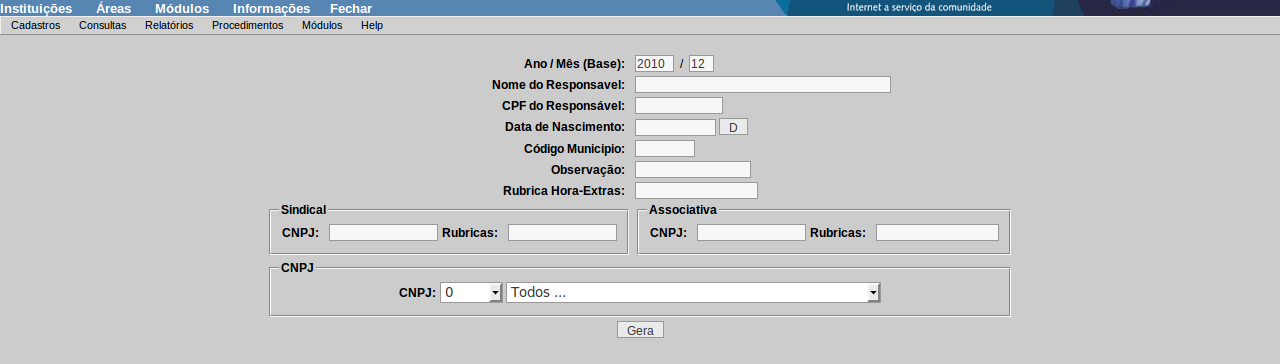 Instituições Áreas Módulos Informações Fechar
Internet a serviço da comunidade
Cadastros Consultas Relatórios Procedimentos Módulos Help
Ano / Mês (Base): 2010 / 12
Nome do Responsavel:
CPF do Responsável:
Data de Nascimento: D
Código Municipio:
Observação:
Rubrica Hora-Extras:
Sindical Associativa
CNPJ: Rubricas: CNPJ: Rubricas:
CNPJ
CNPJ: 0 Todos ...
Gera